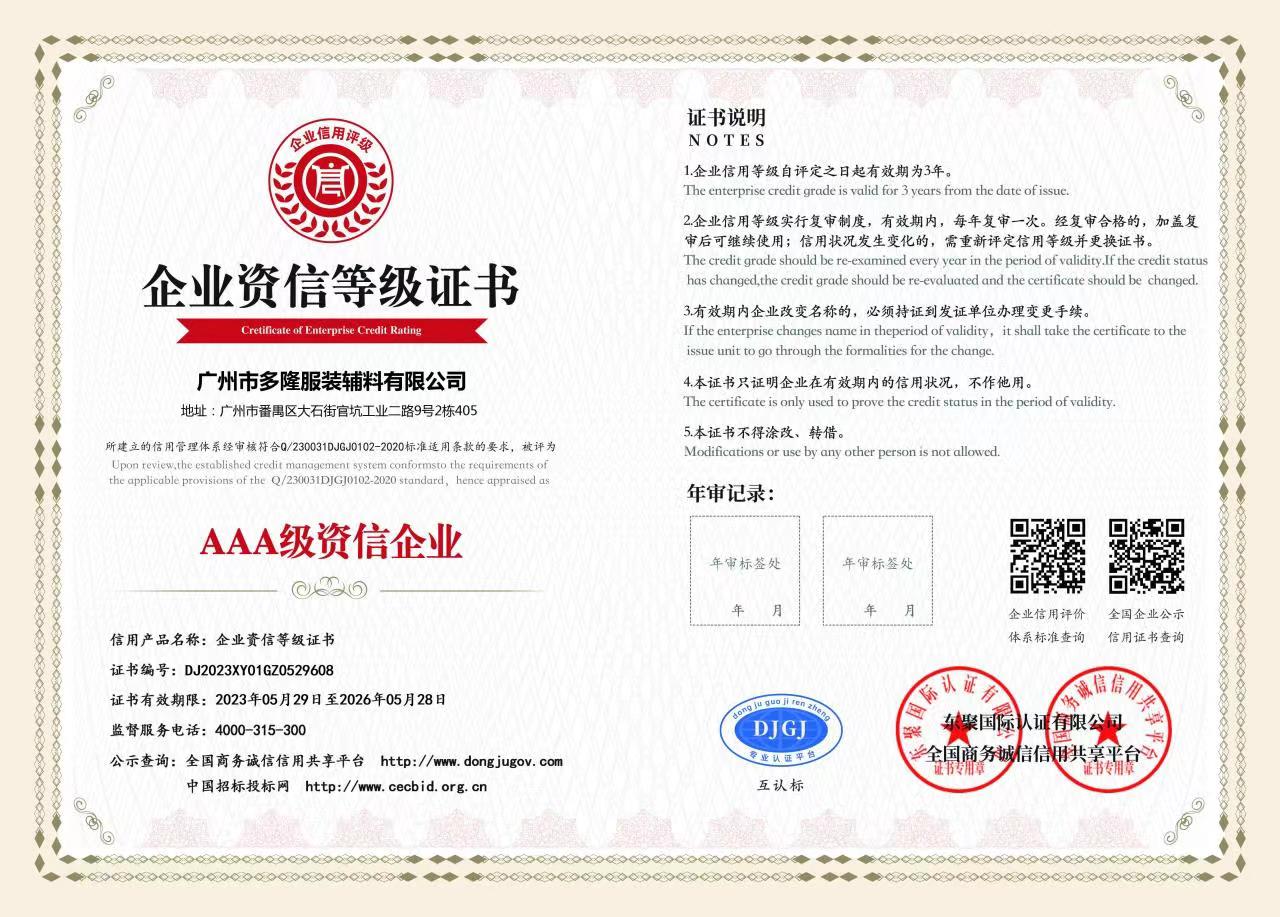 企业信用评级
信
企业资信等级证书
Cretificate of Enterprise Credit Rating
广州市多隆服装辅料有限公司
地址：广州市番禺区大石街官坑工业二路9号2栋405
所建立的信用管理体系经审核符合Q/230031DJGJ0102-2020标准适用条款的要求，被评为
Upon review,the established credit management system conformsto the requirements of
the applicable provisions of the Q/230031DJGJ0102-2020 standard，hence appraised as
AAA级资信企业
信用产品名称：企业资信等级证书
证书编号：DJ2023XY01GZ0529608
证书有效期限：2023年05月29日至2026年05月28日
监督服务电话：4000-315-300
公示查询：全国商务诚信信用共享平台 http://www.dongjugov.com
中国招标投标网 http://www.cecbid.org.cn
证书说明
NOTES
1.企业信用等级自评定之日起有效期为3年。
The enterprise credit grade is valid for 3 years from the date of issue.
2.企业信用等级实行复审制度，有效期内，每年复审一次。经复审合格的，加盖复
审后可继续使用；信用状况发生变化的，需重新评定信用等级并更换证书。
The credit grade should be re-examined every year in the period of validity.If the credit status
has changed,the credit grade should be re-evaluated and the certificate should be changed.
3.有效期内企业改变名称的，必须持证到发证单位办理变更手续。
If the enterprise changes name in theperiod of validity，it shall take the certificate to the
issue unit to go through the formalities for the change.
4.本证书只证明企业在有效期内的信用状况，不作他用。
The certificate is only used to prove the credit status in the period of validity.
5.本证书不得涂改、转借。
Modifications or use by any other person is not allowed.
年审记录：
年审标签处
年 月
年审标签处
年 月
企业信用评价
体系标准查询
全国企业公示
信用证书查询
dong ju guo ji ren zheng
DJGJ
专业认证平台
互认标
东聚国际认证有限公司
证书专用章
全国商务诚信信用共享平台
证书专用章
东聚国际认证有限公司
全国商务诚信信用共享平台